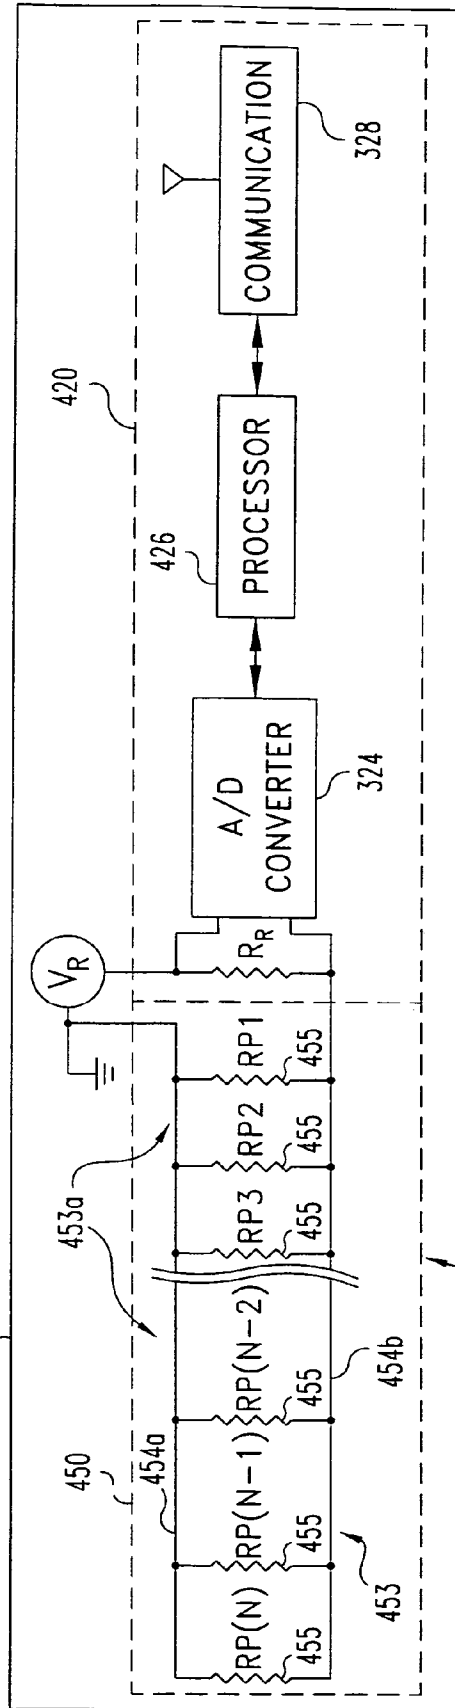 450
454a
453a
V_R
420
426
328
RP(N)
455
RP(N-1)
455
RP(N-2)
455
RP3
455
RP2
455
RP1
455
R_R
A/D
CONVERTER
PROCESSOR
COMMUNICATION
453
454b
324